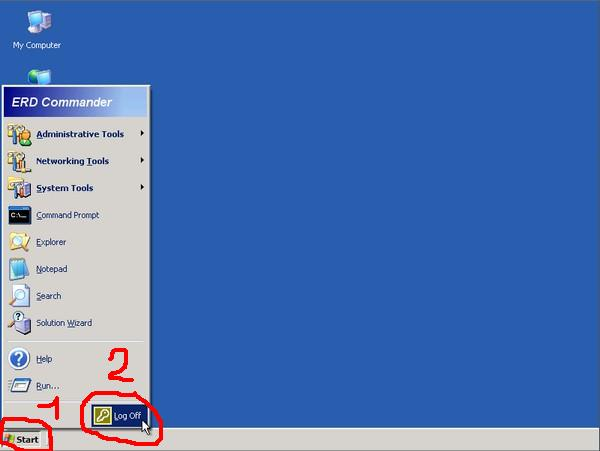 My Computer
ERD Commander
Administrative Tools
Networking Tools
System Tools
C:\...
Command Prompt
Explorer
Notepad
Search
Solution Wizard
Help
2
Run...
1
Log Off
Start